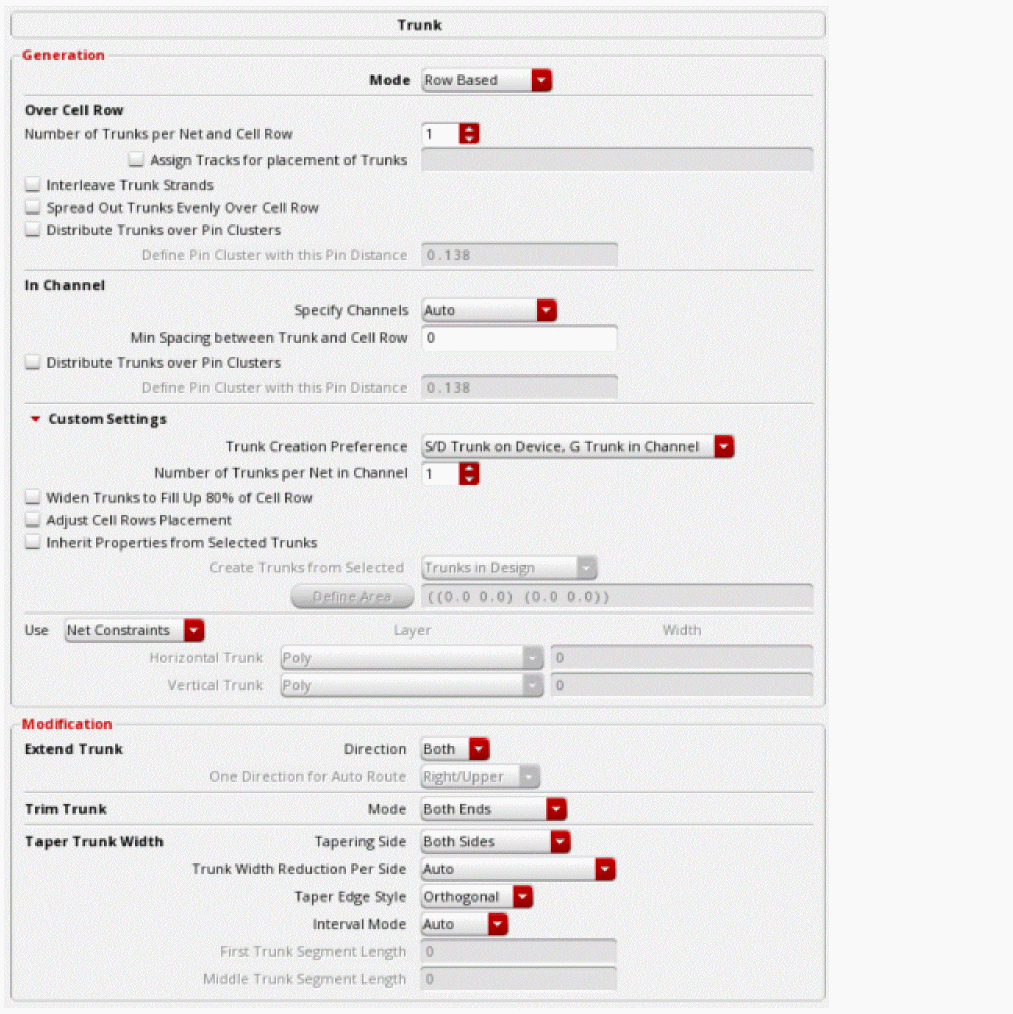 Trunk
Generation
Mode Row Based
Over Cell Row
Number of Trunks per Net and Cell Row 1
Assign Tracks for placement of Trunks
Interleave Trunk Strands
Spread Out Trunks Evenly Over Cell Row
Distribute Trunks over Pin Clusters
Define Pin Cluster with this Pin Distance 0.138
In Channel
Specify Channels Auto
Min Spacing between Trunk and Cell Row 0
Distribute Trunks over Pin Clusters
Define Pin Cluster with this Pin Distance 0.138
Custom Settings
Trunk Creation Preference S/D Trunk on Device, G Trunk in Channel
Number of Trunks per Net in Channel 1
Widen Trunks to Fill Up 80% of Cell Row
Adjust Cell Rows Placement
Inherit Properties from Selected Trunks
Create Trunks from Selected Trunks in Design
Define Area ((0.0 0.0) (0.0 0.0))
Use Net Constraints Layer Width
Horizontal Trunk Poly 0
Vertical Trunk Poly 0
Modification
Extend Trunk Direction Both
One Direction for Auto Route Right/Upper
Trim Trunk Mode Both Ends
Taper Trunk Width Tapering Side Both Sides
Trunk Width Reduction Per Side Auto
Taper Edge Style Orthogonal
Interval Mode Auto
First Trunk Segment Length 0
Middle Trunk Segment Length 0